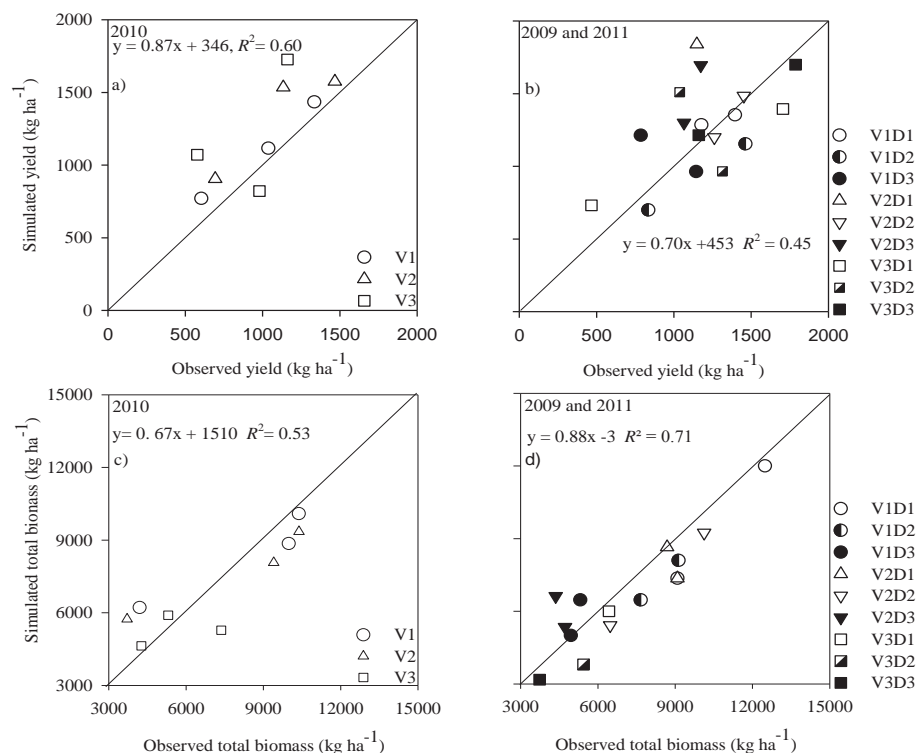 2010
y = 0.87x + 346, R²= 0.60
a)
Simulated yield (kg ha⁻¹)
2000
1500
1000
500
0
V1
V2
V3
0 500 1000 1500 2000
Observed yield (kg ha⁻¹)
2009 and 2011
b)
y = 0.70x +453 R² = 0.45
V1D1
V1D2
V1D3
V2D1
V2D2
V2D3
V3D1
V3D2
V3D3
0 500 1000 1500 2000
Observed yield (kg ha⁻¹)
2010
y= 0. 67x + 1510 R²= 0.53
c)
Simulated total bionass (kg ha⁻¹)
15000
12000
9000
6000
3000
V1
V2
V3
3000 6000 9000 12000 15000
Observed total biomass (kg ha⁻¹)
2009 and 2011
y = 0.88x -3 R² = 0.71
d)
V1D1
V1D2
V1D3
V2D1
V2D2
V2D3
V3D1
V3D2
V3D3
3000 6000 9000 12000 15000
Observed total biomass (kg ha⁻¹)